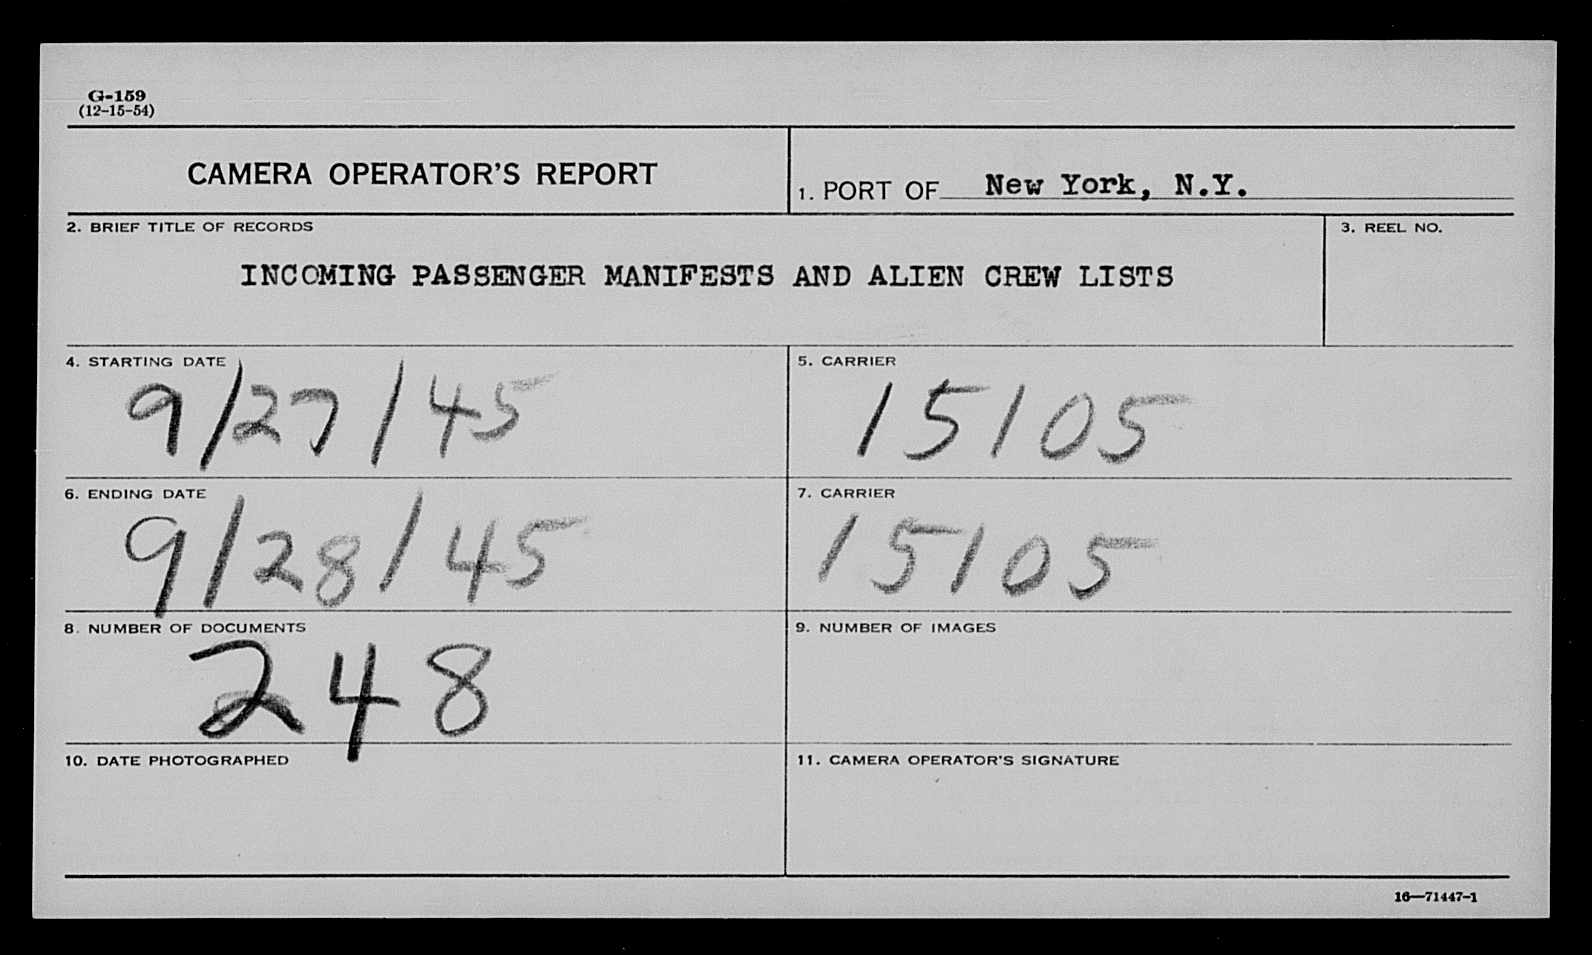 G-159
(12-15-54)
CAMERA OPERATOR'S REPORT
1. PORT OF New York, N.Y.
2. BRIEF TITLE OF RECORDS
3. REEL NO.
INCOMING PASSENGER MANIFESTS AND ALIEN CREW LISTS
4. STARTING DATE
5. CARRIER
9/27/45
15105
6. ENDING DATE
7. CARRIER
9/28/45
15105
8. NUMBER OF DOCUMENTS
9. NUMBER OF IMAGES
248
10. DATE PHOTOGRAPHED
11. CAMERA OPERATOR'S SIGNATURE
16—71447-1